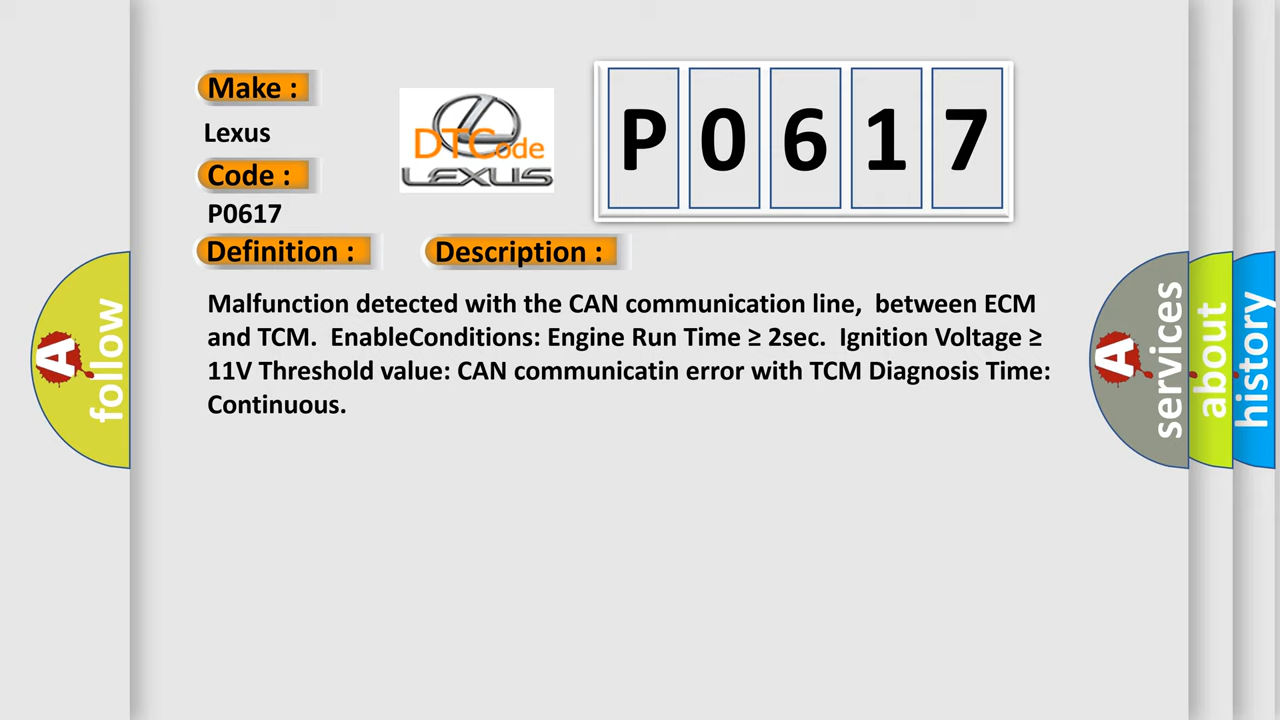 Make :
Lexus
Code :
P0617
Definition :
Description :
DTCode
LEXUS
P 0 6 1 7
Malfunction detected with the CAN communication line,  between ECM
and TCM  EnableConditions: Engine Run Time ≥ 2sec.  Ignition Voltage ≥
11V Threshold value: CAN communicatin error with TCM Diagnosis Time:
Continuous.
A follow
A services
about
history